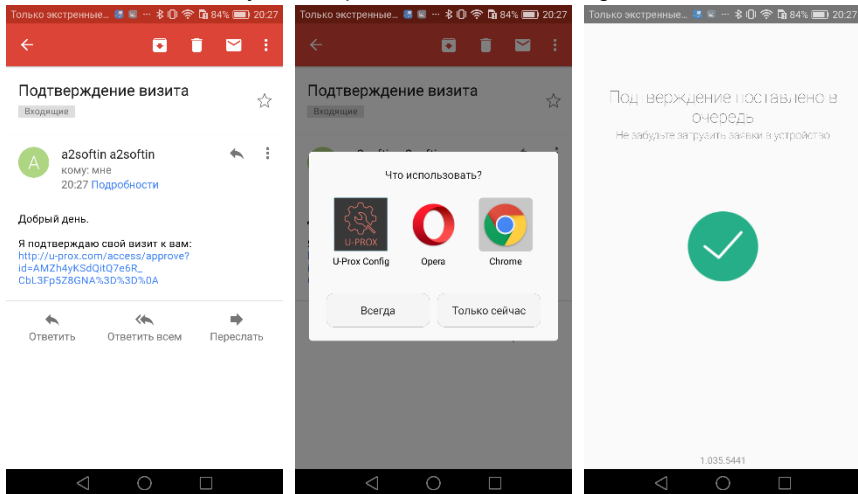 Только экстренные… 84% 20:27
Подтверждение визита
Входящие
A
a2softin a2softin
кому: мне
20:27 Подробности
Добрый день.
Я подтверждаю свой визит к вам:
http://u-prox.com/access/approve?
id=AMZh4yKSdQitQ7e6R_
CbL3Fp5Z8GNA%3D%3D%0A
Ответить
Ответить всем
Переслать
Только экстренные… 84% 20:27
Подтверждение визита
Входящие
Что использовать?
U-PROX
U-Prox Config
Opera
Chrome
Всегда
Только сейчас
Только экстренные… 84% 20:27
Подтверждение поставлено в
очередь
Не забудьте загрузить заявки в устройство
1.035.5441